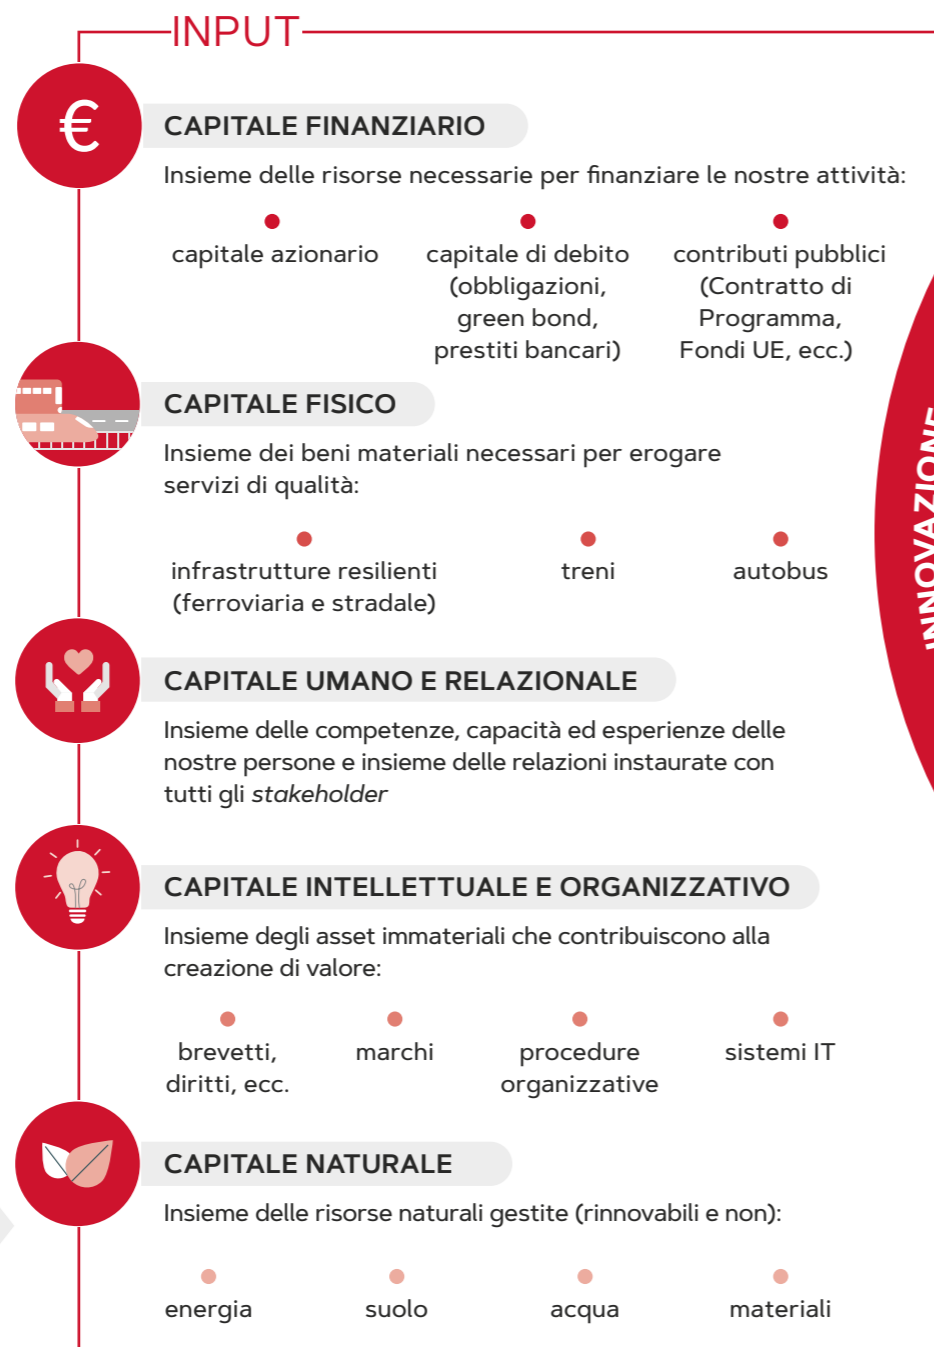 INPUT
€
CAPITALE FINANZIARIO
Insieme delle risorse necessarie per finanziare le nostre attività:
capitale azionario
capitale di debito
(obbligazioni,
green bond,
prestiti bancari)
contributi pubblici
(Contratto di
Programma,
Fondi UE, ecc.)
CAPITALE FISICO
Insieme dei beni materiali necessari per erogare
servizi di qualità:
infrastrutture resilienti
(ferroviaria e stradale)
treni
autobus
CAPITALE UMANO E RELAZIONALE
Insieme delle competenze, capacità ed esperienze delle
nostre persone e insieme delle relazioni instaurate con
tutti gli stakeholder
CAPITALE INTELLETTUALE E ORGANIZZATIVO
Insieme degli asset immateriali che contribuiscono alla
creazione di valore:
brevetti,
diritti, ecc.
marchi
procedure
organizzative
sistemi IT
CAPITALE NATURALE
Insieme delle risorse naturali gestite (rinnovabili e non):
energia
suolo
acqua
materiali
INNOVAZIONE